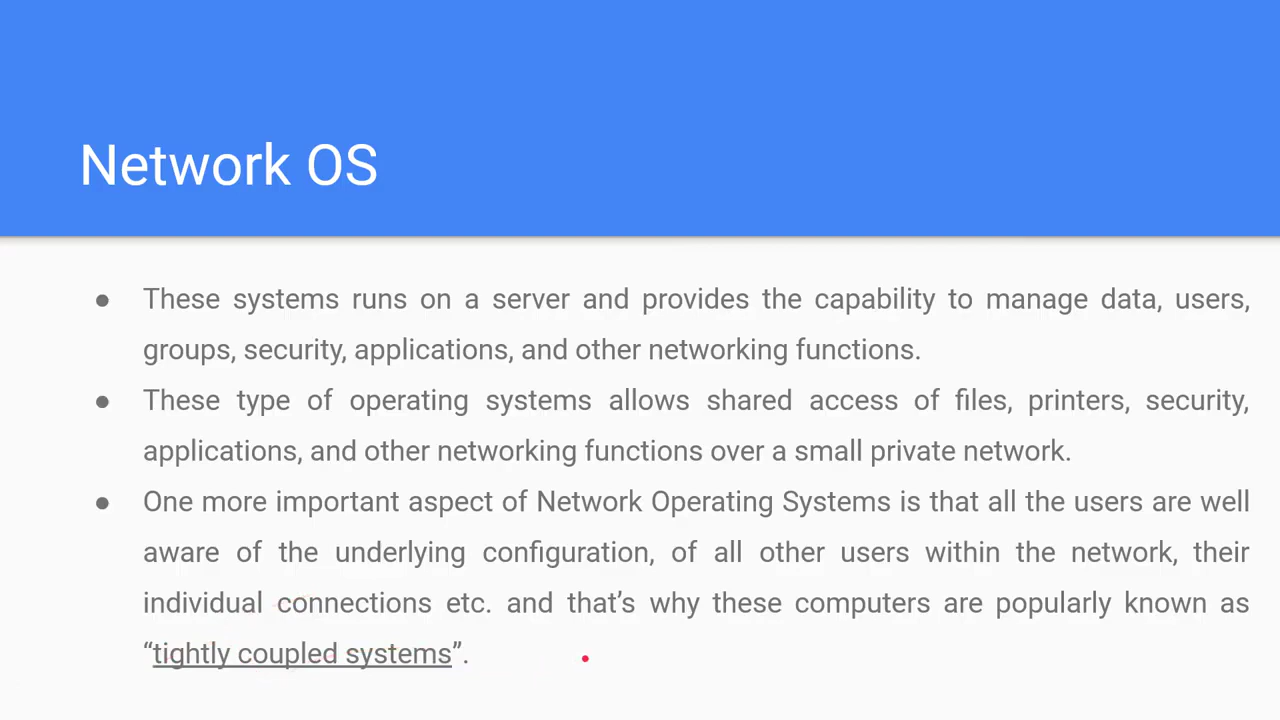 Network OS
● These systems runs on a server and provides the capability to manage data, users,
groups, security, applications, and other networking functions.
● These type of operating systems allows shared access of files, printers, security,
applications, and other networking functions over a small private network.
● One more important aspect of Network Operating Systems is that all the users are well
aware of the underlying configuration, of all other users within the network, their
individual connections etc. and that’s why these computers are popularly known as
“tightly coupled systems”.